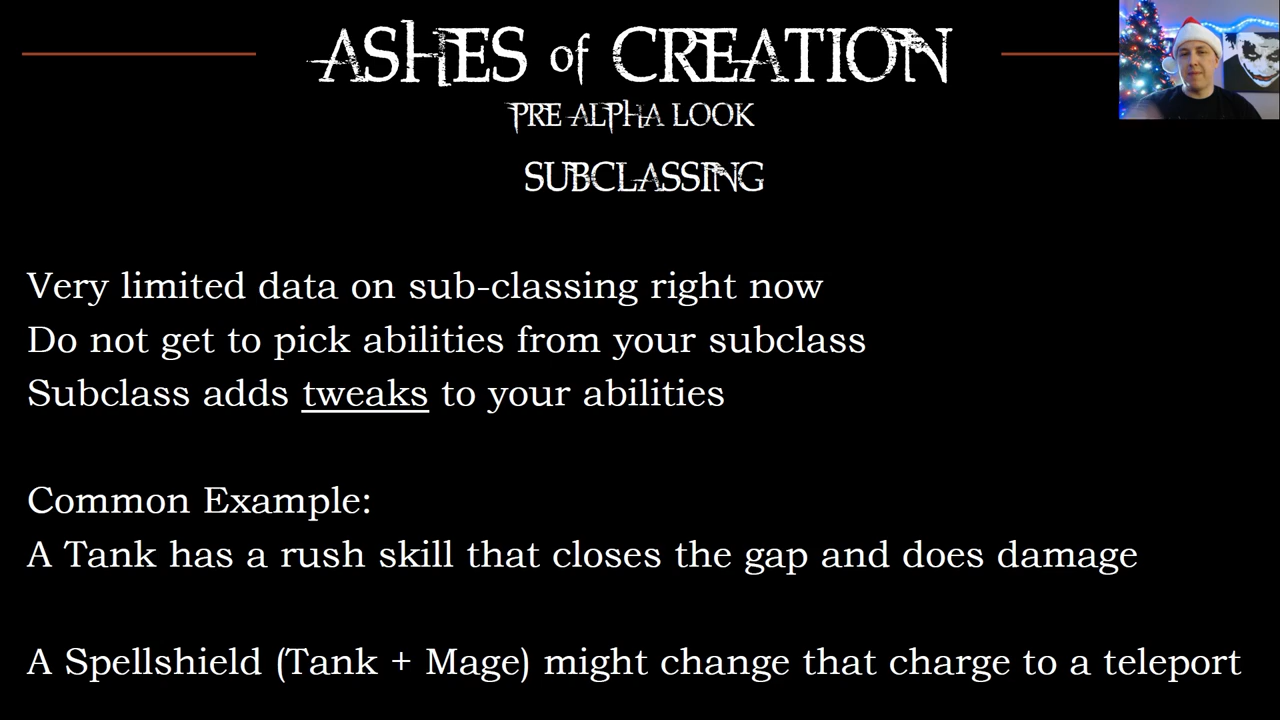 ASHES of CREATION
PRE ALPHA LOOK
SUBCLASSING
Very limited data on sub-classing right now
Do not get to pick abilities from your subclass
Subclass adds tweaks to your abilities
Common Example:
A Tank has a rush skill that closes the gap and does damage
A Spellshield (Tank + Mage) might change that charge to a teleport